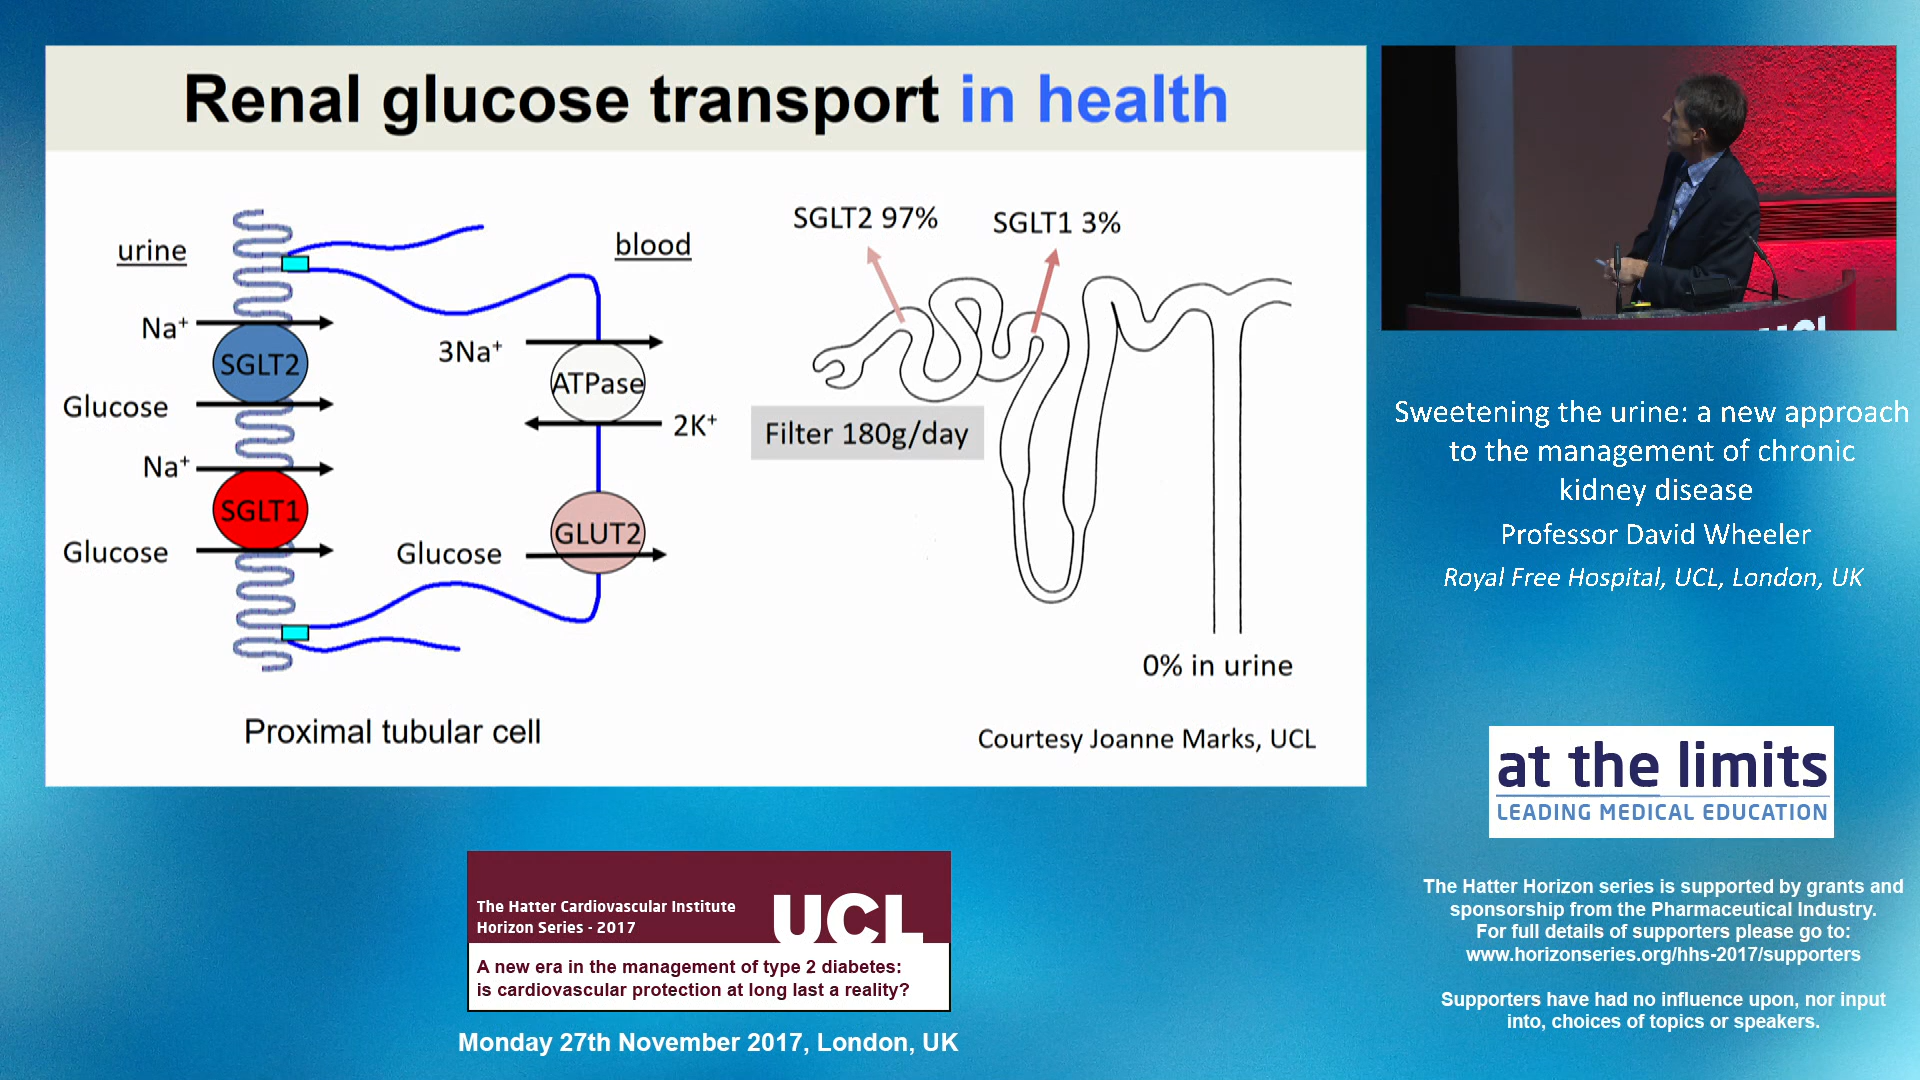 Renal glucose transport in health
urine
blood
Na⁺
SGLT2
Glucose
Na⁺
SGLT1
Glucose
3Na⁺
ATPase
2K⁺
GLUT2
Glucose
Proximal tubular cell
SGLT2 97%
SGLT1 3%
Filter 180g/day
0% in urine
Courtesy Joanne Marks, UCL
UCL
Sweetening the urine: a new approach
to the management of chronic
kidney disease
Professor David Wheeler
Royal Free Hospital, UCL, London, UK
at the limits
LEADING MEDICAL EDUCATION
The Hatter Horizon series is supported by grants and
sponsorship from the Pharmaceutical Industry.
For full details of supporters please go to:
www.horizonseries.org/hhs-2017/supporters
Supporters have had no influence upon, nor input
into, choices of topics or speakers.
The Hatter Cardiovascular Institute
Horizon Series - 2017
UCL
A new era in the management of type 2 diabetes:
is cardiovascular protection at long last a reality?
Monday 27th November 2017, London, UK